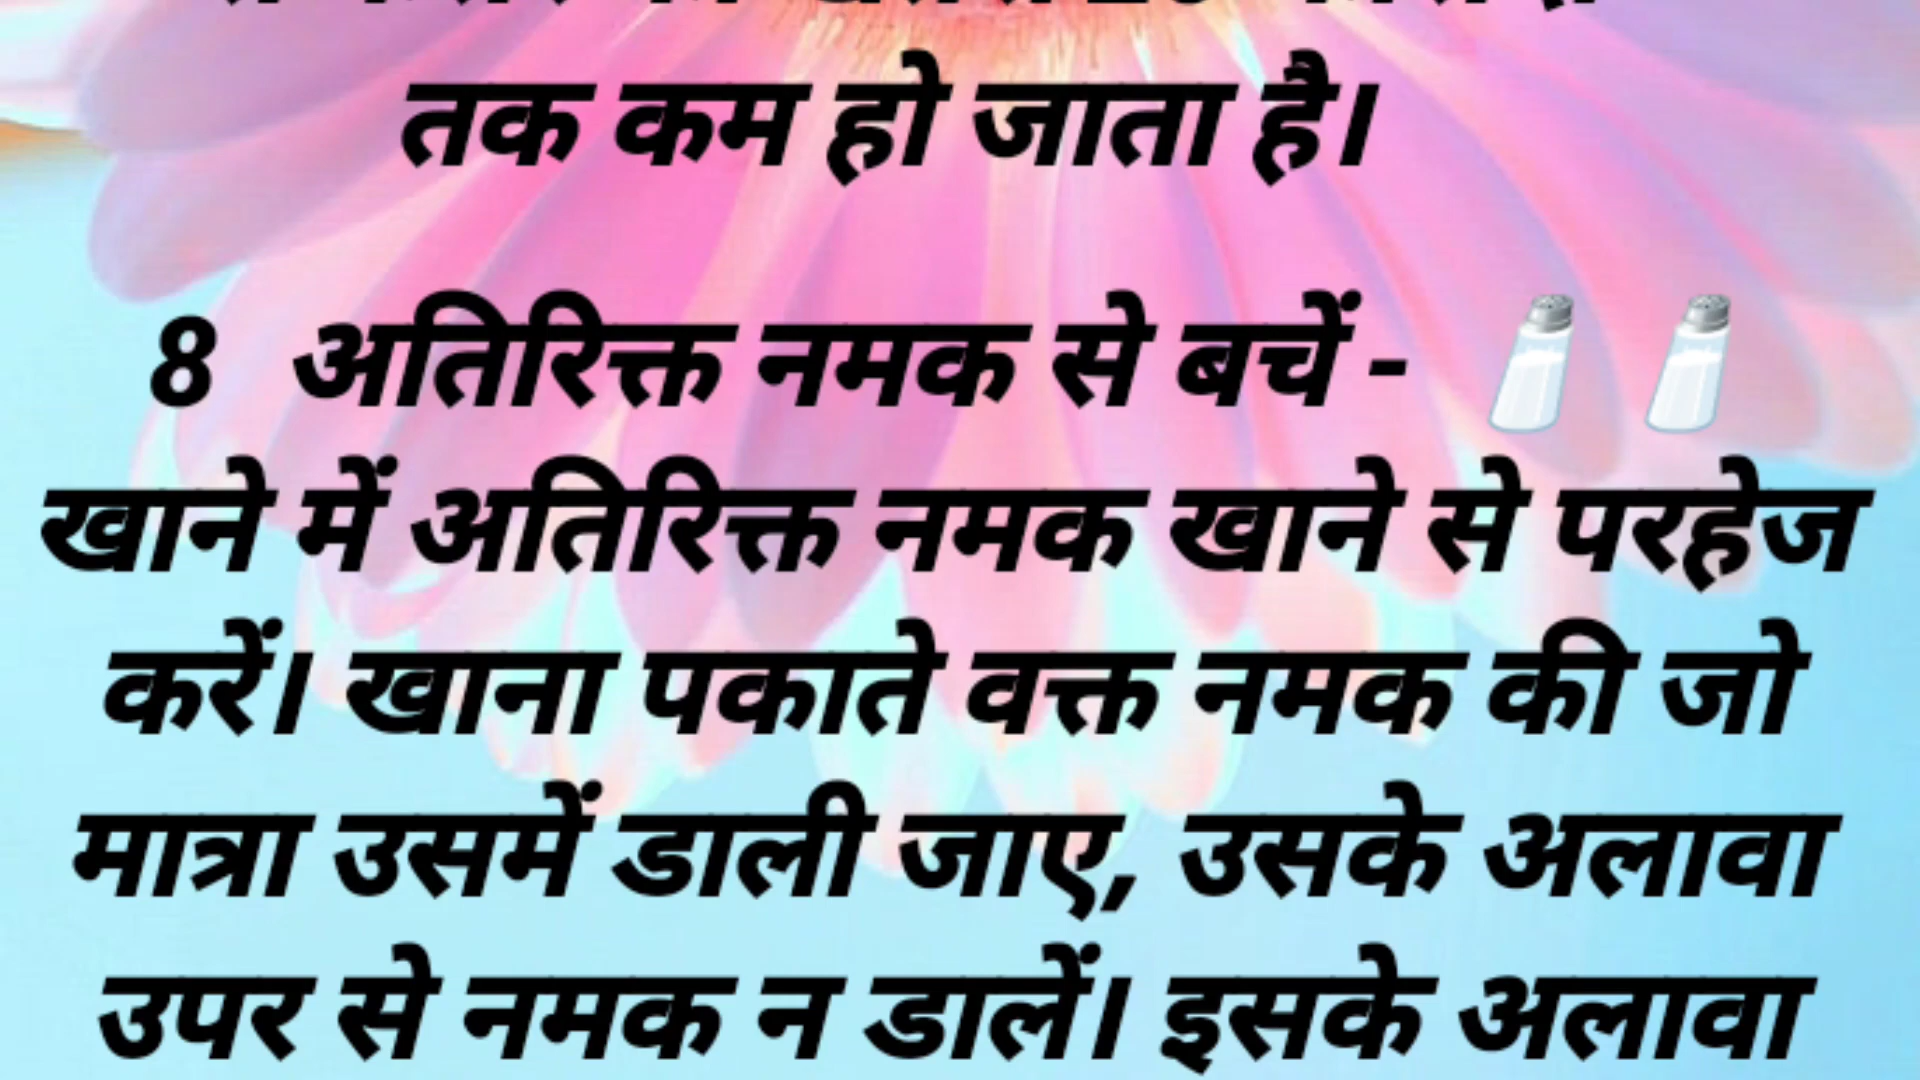 तक कम हो जाता है।
8 अतिरिक्त नमक से बचें -
खाने में अतिरिक्त नमक खाने से परहेज
करें। खाना पकाते वक्त नमक की जो
मात्रा उसमें डाली जाए, उसके अलावा
उपर से नमक न डालें। इसके अलावा